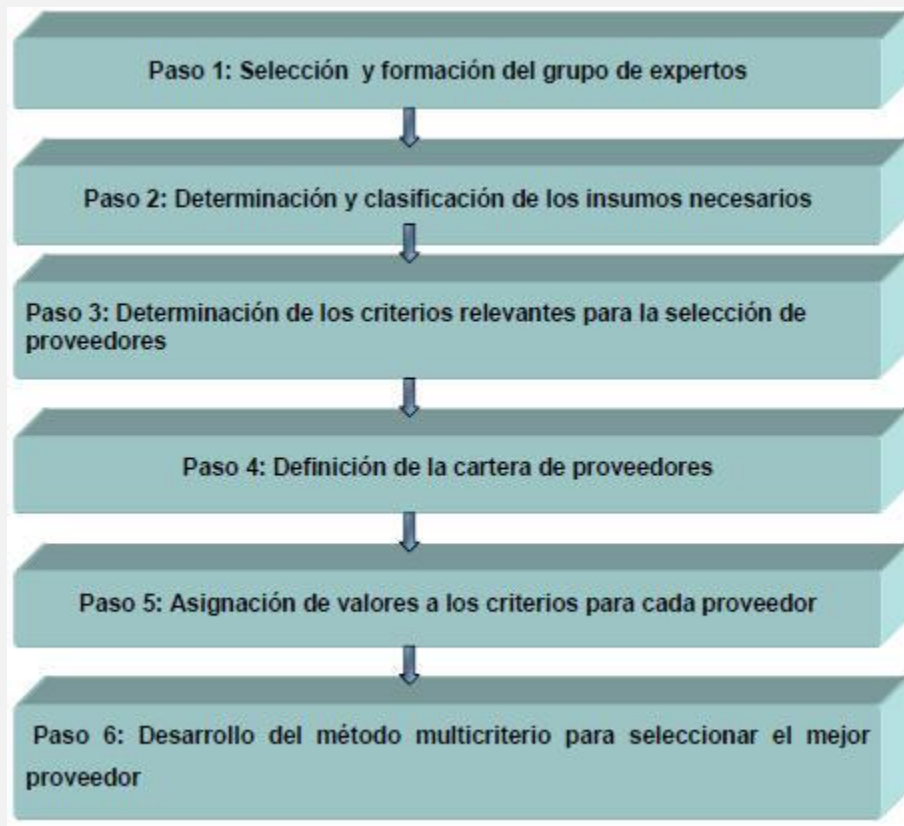 Paso 1: Selección y formación del grupo de expertos
Paso 2: Determinación y clasificación de los insumos necesarios
Paso 3: Determinación de los criterios relevantes para la selección de
proveedores
Paso 4: Definición de la cartera de proveedores
Paso 5: Asignación de valores a los criterios para cada proveedor
Paso 6: Desarrollo del método multicriterio para seleccionar el mejor
proveedor